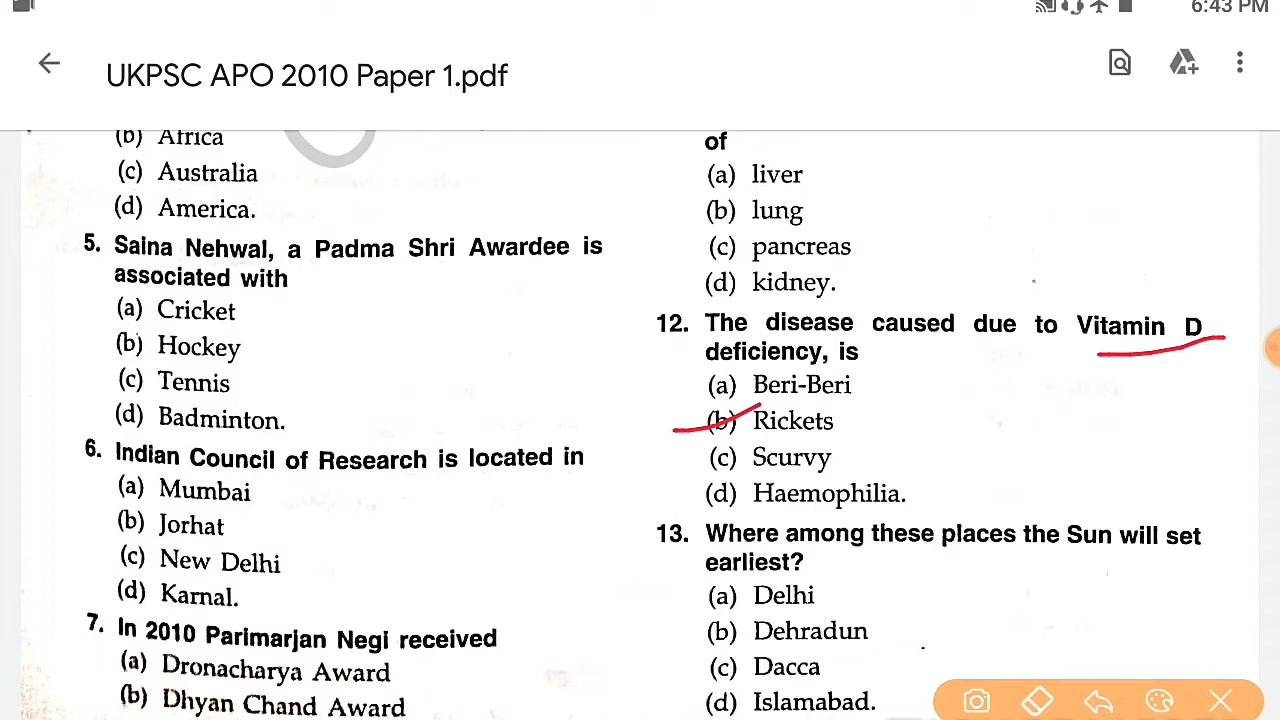 6:43 PM
UKPSC APO 2010 Paper 1.pdf
(b) Africa
(c) Australia
(d) America.
5. Saina Nehwal, a Padma Shri Awardee is
associated with
(a) Cricket
(b) Hockey
(c) Tennis
(d) Badminton.
6. Indian Council of Research is located in
(a) Mumbai
(b) Jorhat
(c) New Delhi
(d) Karnal.
7. In 2010 Parimarjan Negi received
(a) Dronacharya Award
(b) Dhyan Chand Award
of
(a) liver
(b) lung
(c) pancreas
(d) kidney.
12. The disease caused due to Vitamin D
deficiency, is
(a) Beri-Beri
(b) Rickets
(c) Scurvy
(d) Haemophilia.
13. Where among these places the Sun will set
earliest?
(a) Delhi
(b) Dehradun
(c) Dacca
(d) Islamabad.